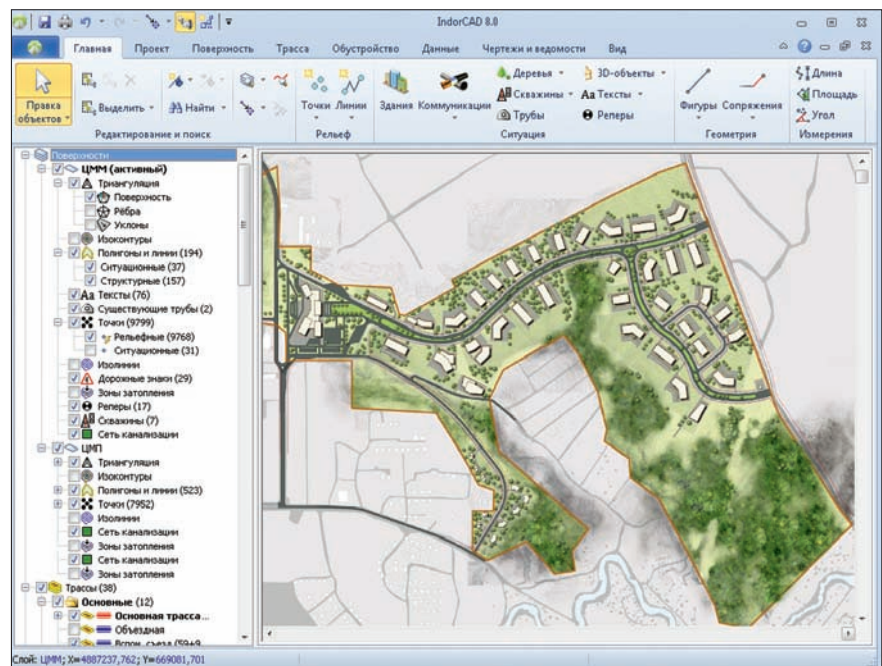 IndorCAD 8.0
Главная Проект Поверхность Трасса Обустройство Данные Чертежи и ведомости Вид
Правка объектов
Выделить
Найти
Редактирование и поиск
Точки Линии
Рельеф
Здания Коммуникации
Деревья
Скважины
Трубы
3D-объекты
Тексты
Реперы
Ситуация
Фигуры Сопряжения
Геометрия
Длина
Площадь
Угол
Измерения
Поверхности
ЦММ (активный)
Триангуляция
Поверхность
Рёбра
Уклоны
Изоконтуры
Полигоны и линии (194)
Ситуационные (37)
Структурные (157)
Тексты (76)
Существующие трубы (2)
Точки (9799)
Рельефные (9768)
Ситуационные (31)
Изолинии
Дорожные знаки (29)
Зоны затопления
Реперы (17)
Скважины (7)
Сеть канализации
ЦМП
Триангуляция
Изоконтуры
Полигоны и линии (523)
Точки (7952)
Изолинии
Сеть канализации
Зоны затопления
Сеть канализации
Зоны затопления
Трассы (38)
Основные (12)
Основная трасса...
Объездная
Слой: ЦММ; X=4887237,762; Y=669081,701